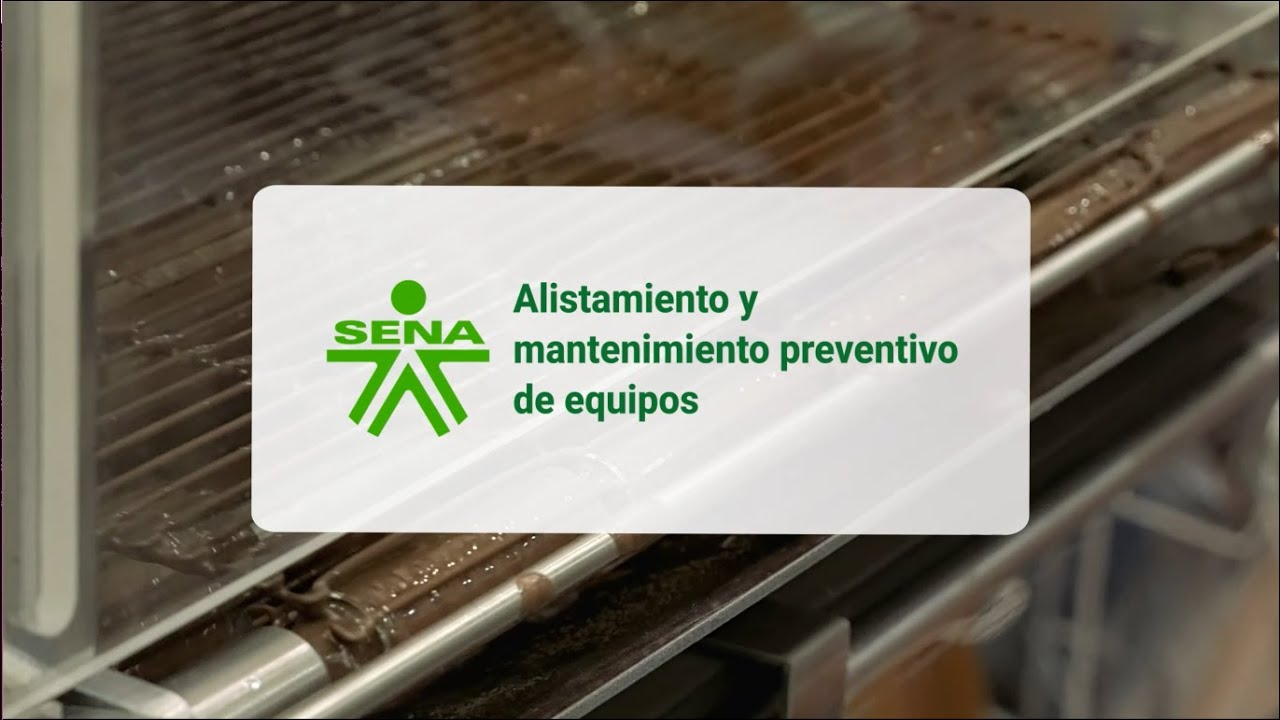 SENA
Alistamiento y
mantenimiento preventivo
de equipos